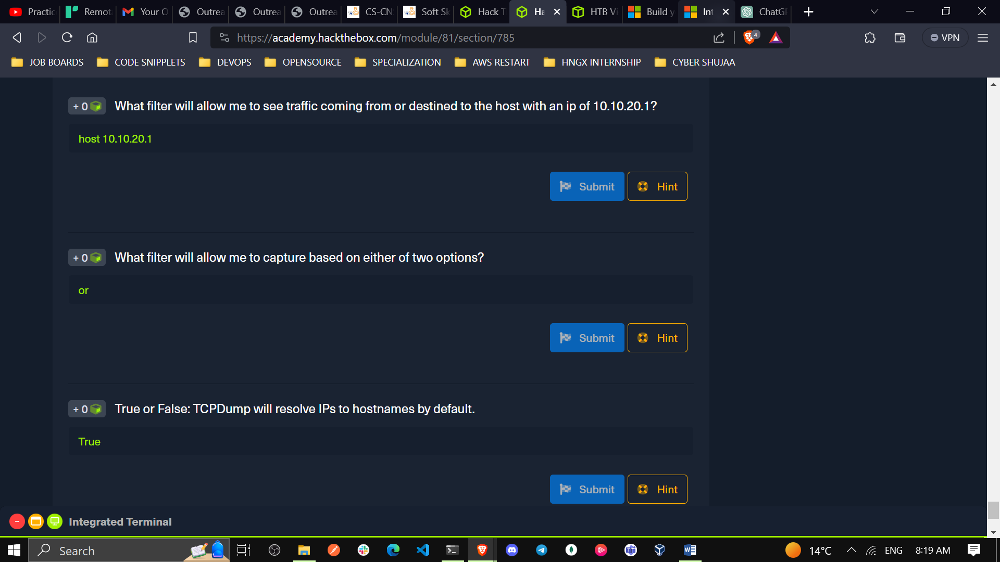 Practic
Remot
Your O
Outrea
Outrea
Outrea
CS-CN
Soft Sk
Hack T
Ha
HTB Vi
Build y
Int
ChatGP
https://academy.hackthebox.com/module/81/section/785
4
VPN
JOB BOARDS
CODE SNIPPLETS
DEVOPS
OPENSOURCE
SPECIALIZATION
AWS RESTART
HNGX INTERNSHIP
CYBER SHUJAA
+ 0 What filter will allow me to see traffic coming from or destined to the host with an ip of 10.10.20.1?
host 10.10.20.1
Submit
Hint
+ 0 What filter will allow me to capture based on either of two options?
or
Submit
Hint
+ 0 True or False: TCPDump will resolve IPs to hostnames by default.
True
Submit
Hint
Integrated Terminal
Search
14°C
ENG
8:19 AM